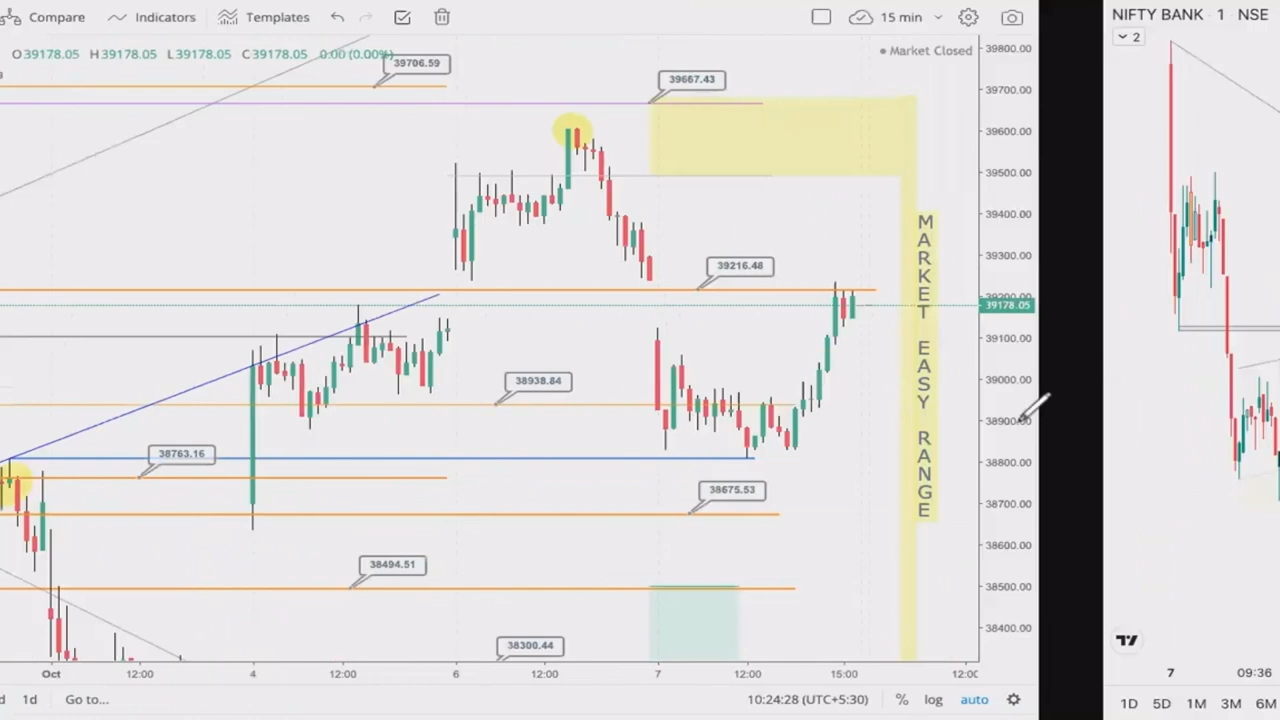 Compare
Indicators
Templates
15 min
NIFTY BANK · 1 NSE
2
O39178.05 H39178.05 L39178.05 C39178.05 0.00 (0.00%)
Market Closed
39706.59
39667.43
39216.48
38938.84
38763.16
38675.53
38494.51
38300.44
MARKET EASY RANGE
39800.00
39700.00
39600.00
39500.00
39400.00
39300.00
39200.00
39178.05
39100.00
39000.00
38900.00
38800.00
38700.00
38600.00
38500.00
38400.00
Oct 12:00 4 12:00 6 12:00 7 12:00 15:00 12:00
7 09:36
1d Go to...
10:24:28 (UTC+5:30) % log auto
1D 5D 1M 3M 6M